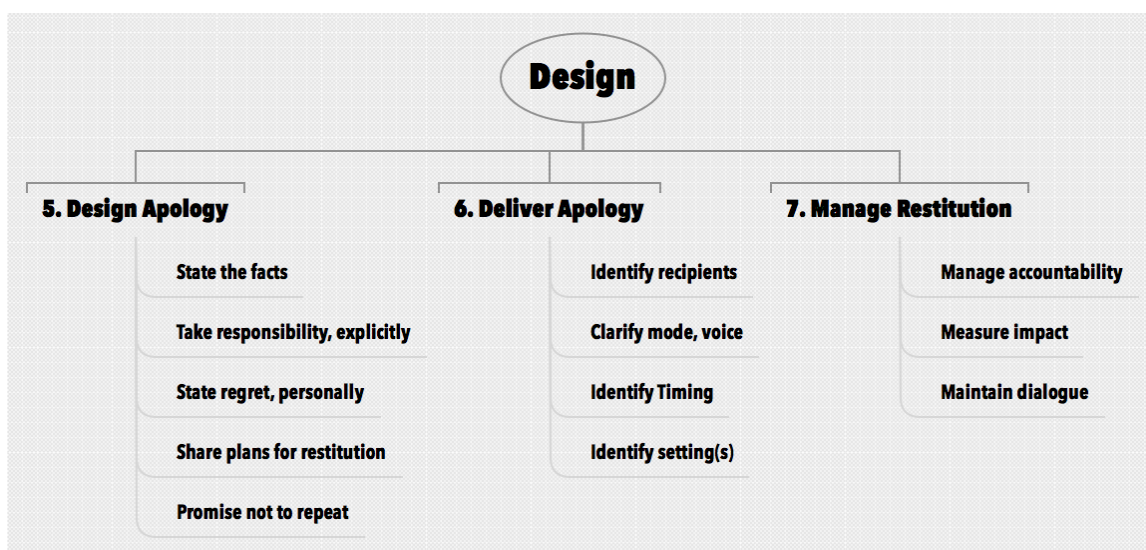 Design
5. Design Apology
State the facts
Take responsibility, explicitly
State regret, personally
Share plans for restitution
Promise not to repeat
6. Deliver Apology
Identify recipients
Clarify mode, voice
Identify Timing
Identify setting(s)
7. Manage Restitution
Manage accountability
Measure impact
Maintain dialogue